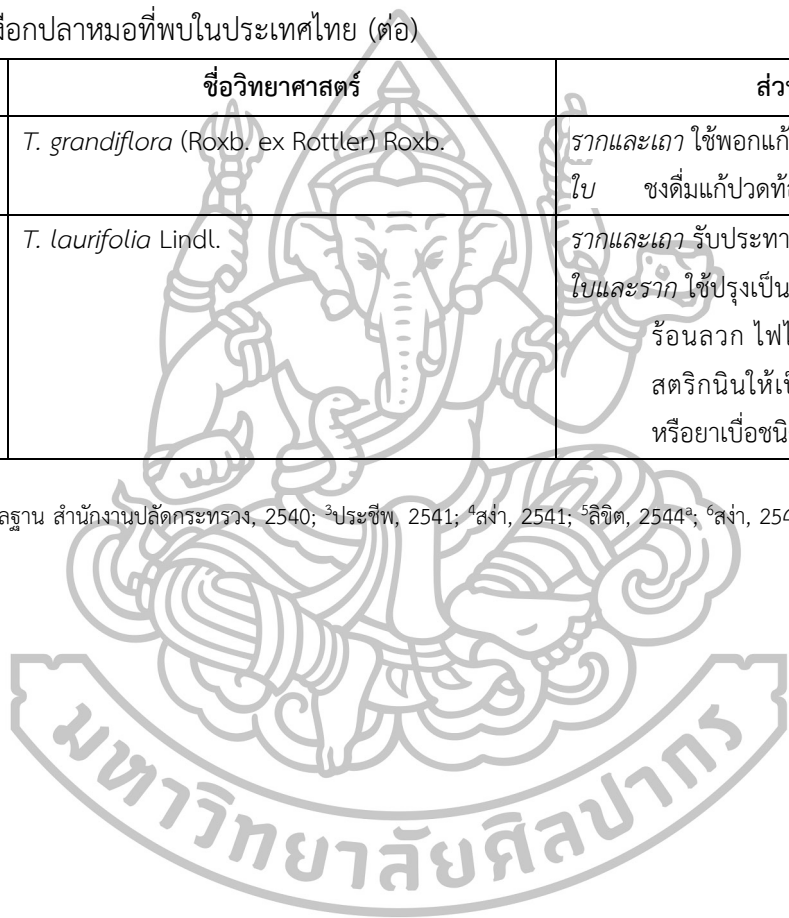 งือกปลาหมอที่พบในประเทศไทย (ต่อ)
ชื่อวิทยาศาสตร์ ส่วน
T. grandiflora (Roxb. ex Rottler) Roxb. รากและเถา ใช้พอกแก้
ใบ ชงดื่มแก้ปวดท้
T. laurifolia Lindl. รากและเถา รับประทา
ใบและราก ใช้ปรุงเป็น
ร้อนลวก ไฟไ
สตริกนินให้เป็
หรือยาเบื่อชนิ
ลฐาน สำนักงานปลัดกระทรวง, 2540; ³ประชีพ, 2541; ⁴สง่า, 2541; ⁵ลิขิต, 2544ᵃ; ⁶สง่า, 254
มหาวิทยาลัยศิลปากร